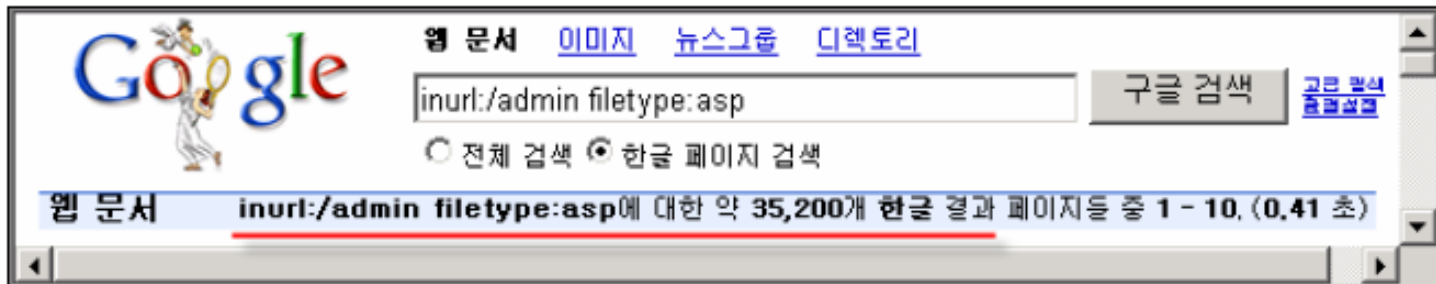 Google
웹 문서 이미지 뉴스그룹 디렉토리
inurl:/admin filetype:asp 구글 검색
전체 검색 한글 페이지 검색
웹 문서 inurl:/admin filetype:asp에 대한 약 35,200개 한글 결과 페이지들 중 1 - 10. (0.41 초)